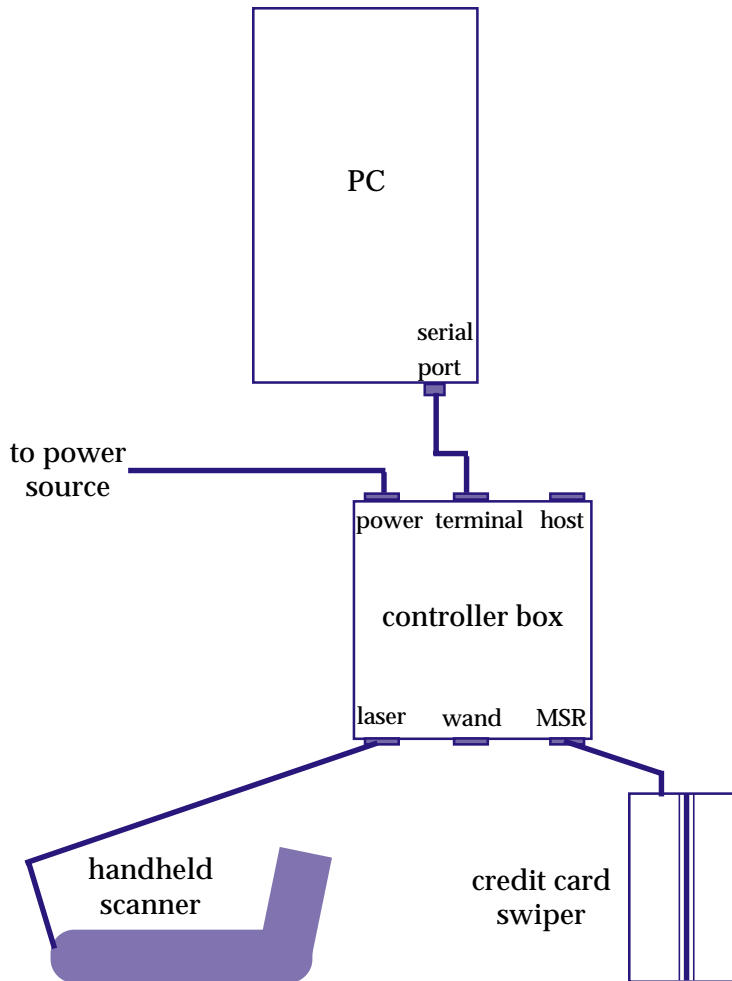 PC
serial
port
to power
source
power terminal host
controller box
laser wand MSR
handheld
scanner
credit card
swiper